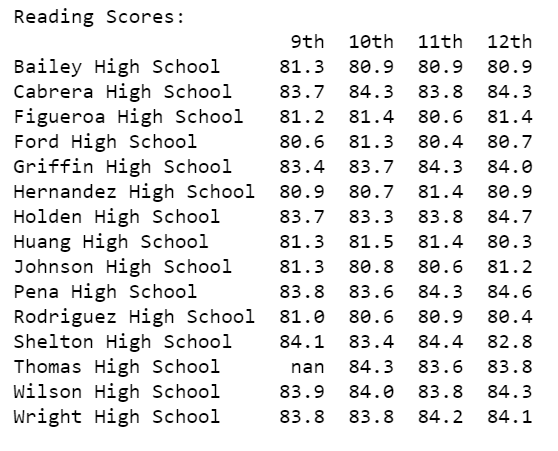 Reading Scores:
9th 10th 11th 12th
Bailey High School 81.3 80.9 80.9 80.9
Cabrera High School 83.7 84.3 83.8 84.3
Figueroa High School 81.2 81.4 80.6 81.4
Ford High School 80.6 81.3 80.4 80.7
Griffin High School 83.4 83.7 84.3 84.0
Hernandez High School 80.9 80.7 81.4 80.9
Holden High School 83.7 83.3 83.8 84.7
Huang High School 81.3 81.5 81.4 80.3
Johnson High School 81.3 80.8 80.6 81.2
Pena High School 83.8 83.6 84.3 84.6
Rodriguez High School 81.0 80.6 80.9 80.4
Shelton High School 84.1 83.4 84.4 82.8
Thomas High School nan 84.3 83.6 83.8
Wilson High School 83.9 84.0 83.8 84.3
Wright High School 83.8 83.8 84.2 84.1